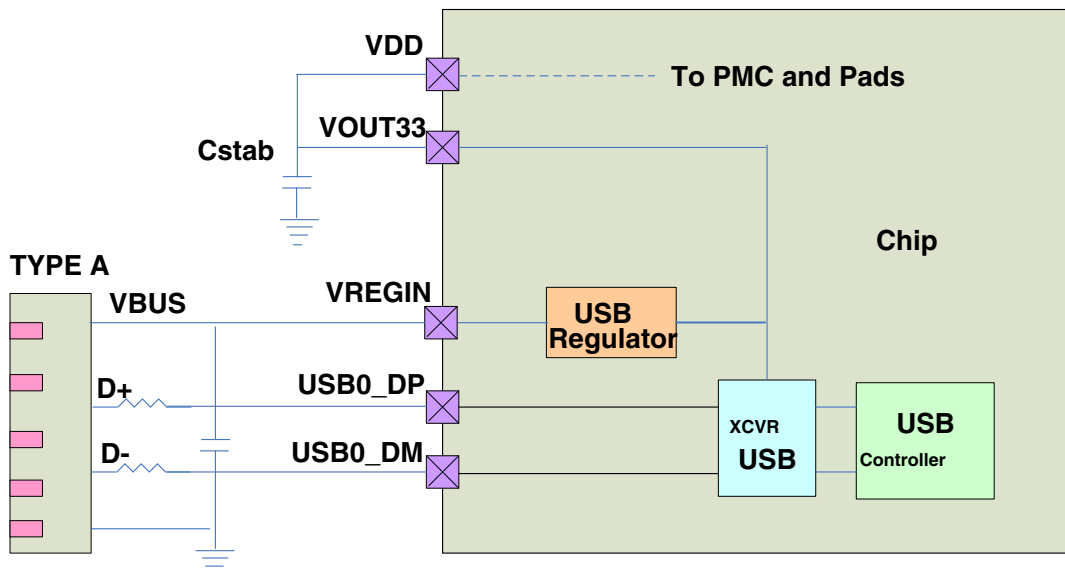 VDD
To PMC and Pads
VOUT33
Cstab
Chip
TYPE A
VBUS
VREGIN
USB
Regulator
D+
USB0_DP
XCVR
USB
USB
Controller
D-
USB0_DM